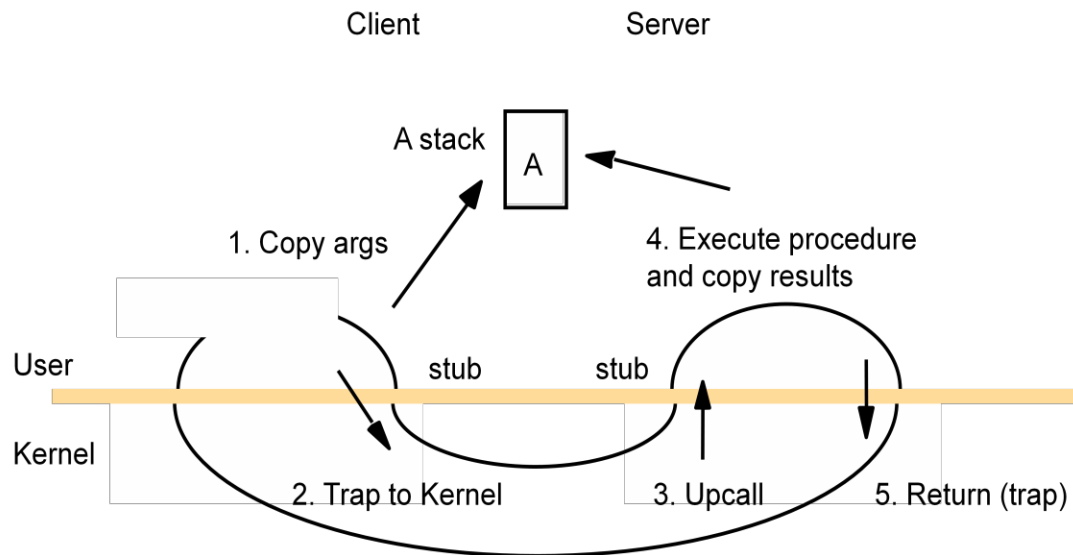 Client
Server
A stack
A
1. Copy args
4. Execute procedure
and copy results
User
stub
stub
Kernel
2. Trap to Kernel
3. Upcall
5. Return (trap)